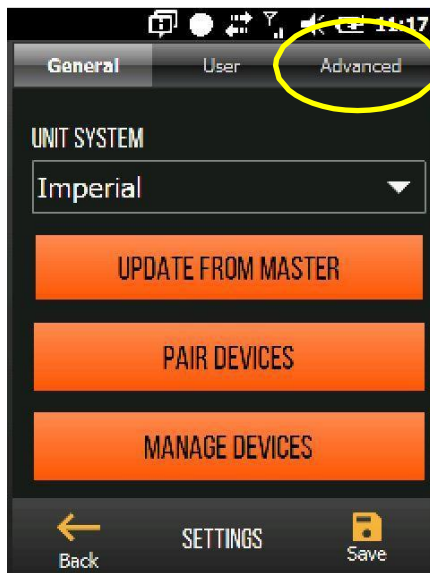 11:17
General User Advanced
UNIT SYSTEM
Imperial
UPDATE FROM MASTER
PAIR DEVICES
MANAGE DEVICES
Back SETTINGS Save